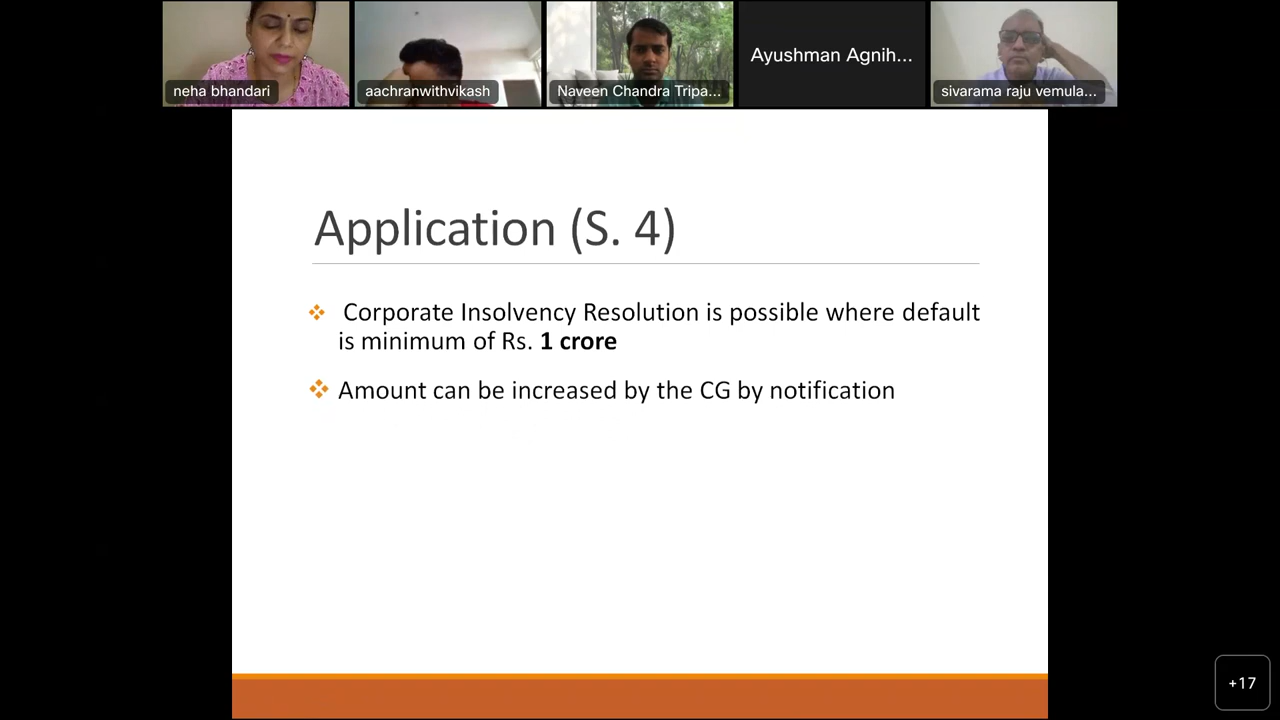 neha bhandari
aachranwithvikash
Naveen Chandra Tripa...
Ayushman Agnih...
sivarama raju vemula...
Application (S. 4)
❖ Corporate Insolvency Resolution is possible where default
is minimum of Rs. 1 crore
❖ Amount can be increased by the CG by notification
+17